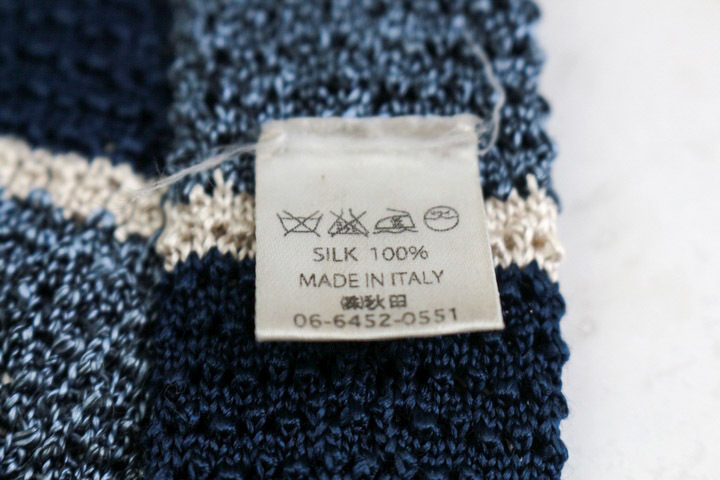 SILK 100%
MADE IN ITALY
㈱秋田
06-6452-0551